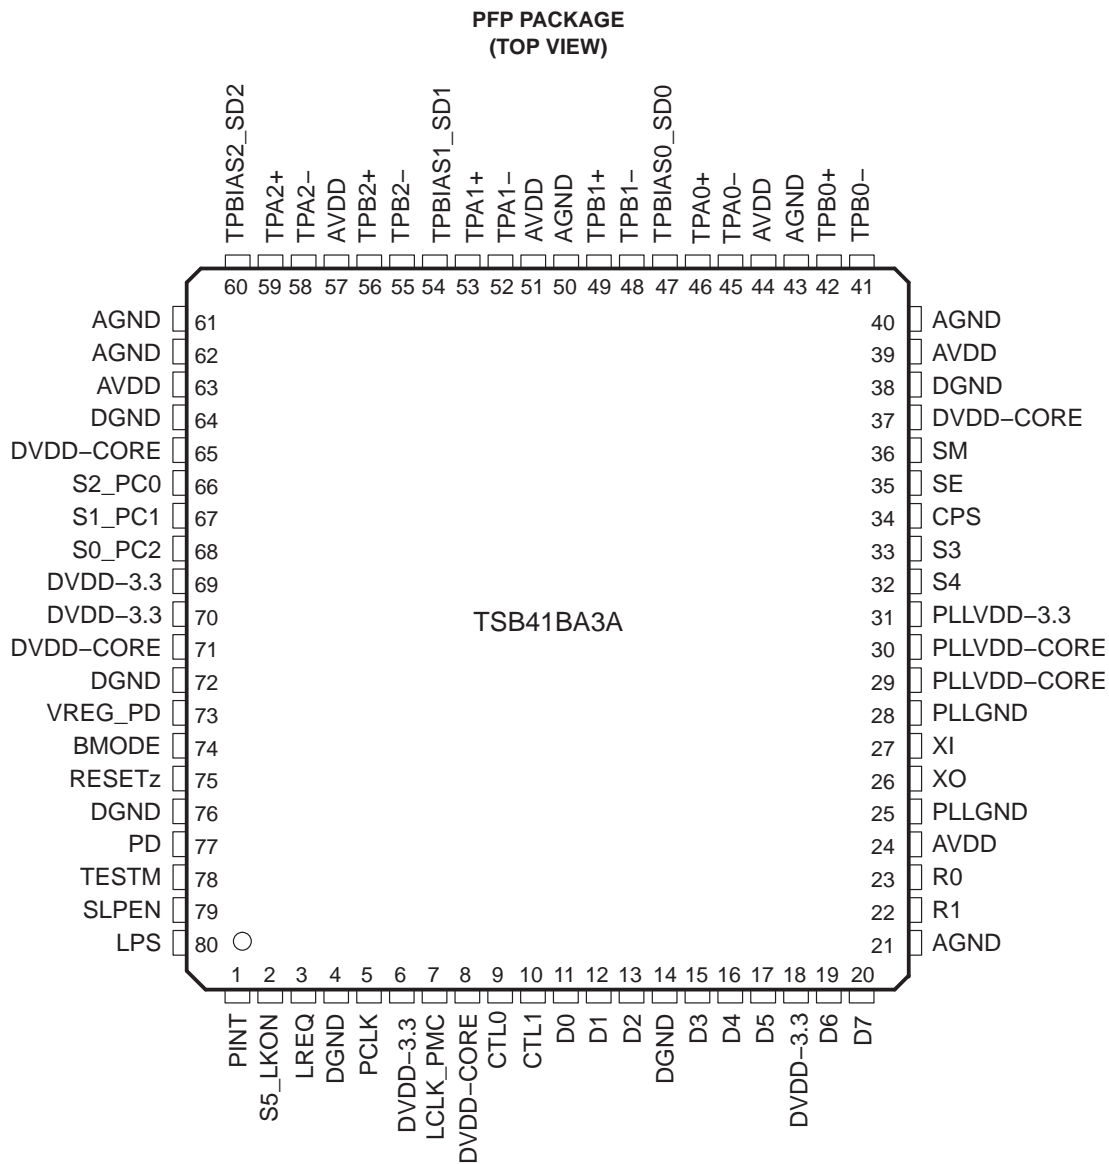 PFP PACKAGE
(TOP VIEW)
TPBIAS2_SD2
TPA2+
TPA2−
AVDD
TPB2+
TPB2−
TPBIAS1_SD1
TPA1+
TPA1−
AVDD
AGND
TPB1+
TPB1−
TPBIAS0_SD0
TPA0+
TPA0−
AVDD
AGND
TPB0+
TPB0−
60 59 58 57 56 55 54 53 52 51 50 49 48 47 46 45 44 43 42 41
AGND 61 40 AGND
AGND 62 39 AVDD
AVDD 63 38 DGND
DGND 64 37 DVDD−CORE
DVDD−CORE 65 36 SM
S2_PC0 66 35 SE
S1_PC1 67 34 CPS
S0_PC2 68 33 S3
DVDD−3.3 69 32 S4
DVDD−3.3 70 31 PLLVDD−3.3
TSB41BA3A
DVDD−CORE 71 30 PLLVDD−CORE
DGND 72 29 PLLVDD−CORE
VREG_PD 73 28 PLLGND
BMODE 74 27 XI
RESETz 75 26 XO
DGND 76 25 PLLGND
PD 77 24 AVDD
TESTM 78 23 R0
SLPEN 79 22 R1
LPS 80 21 AGND
1 2 3 4 5 6 7 8 9 10 11 12 13 14 15 16 17 18 19 20
PINT
S5_LKON
LREQ
DGND
PCLK
DVDD−3.3
LCLK_PMC
DVDD−CORE
CTL0
CTL1
D0
D1
D2
DGND
D3
D4
D5
DVDD−3.3
D6
D7